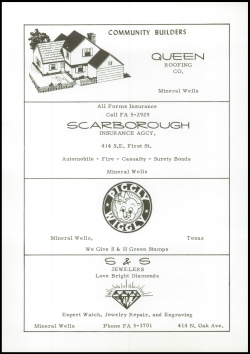 COMMUNITY BUILDERS
QUEEN
ROOFING
CO,
Mineral Wells
All Forms Insurance
Call FA 5-2929
SCARBOROUGH
INSURANCE AGCY,
414 S.E, First St,
Automobile - Fire - Casualty - Surety Bonds
Mineral Wells
PIGGLY
WIGGLY
Mineral Wells, Texas
We Give S & H Green Stamps
S & S
JEWELERS
Love Bright Diamonds
Expert Watch, Jewelry Repair, and Engraving
Mineral Wells Phone FA 5-3701 414 N, Oak Ave,